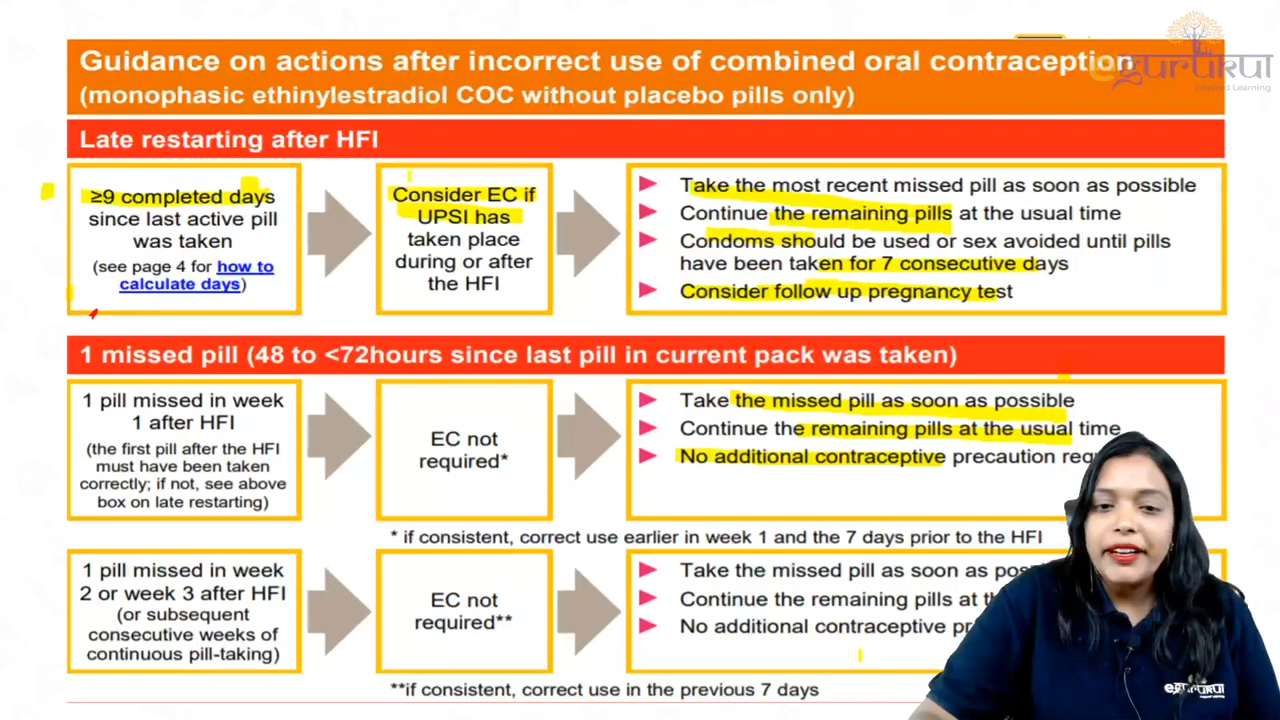 Guidance on actions after incorrect use of combined oral contraception
(monophasic ethinylestradiol COC without placebo pills only)
eगुरुkul
Inspired Learning
Late restarting after HFI
≥9 completed days
since last active pill
was taken
(see page 4 for how to
calculate days)
Consider EC if
UPSI has
taken place
during or after
the HFI
Take the most recent missed pill as soon as possible
Continue the remaining pills at the usual time
Condoms should be used or sex avoided until pills
have been taken for 7 consecutive days
Consider follow up pregnancy test
1 missed pill (48 to <72hours since last pill in current pack was taken)
1 pill missed in week
1 after HFI
(the first pill after the HFI
must have been taken
correctly; if not, see above
box on late restarting)
EC not
required*
Take the missed pill as soon as possible
Continue the remaining pills at the usual time
No additional contraceptive precaution
* if consistent, correct use earlier in week 1 and the 7 days prior to the HFI
1 pill missed in week
2 or week 3 after HFI
(or subsequent
consecutive weeks of
continuous pill-taking)
EC not
required**
Take the missed pill as soon as
Continue the remaining pills at
No additional contraceptive
**if consistent, correct use in the previous 7 days
eगुरुkul